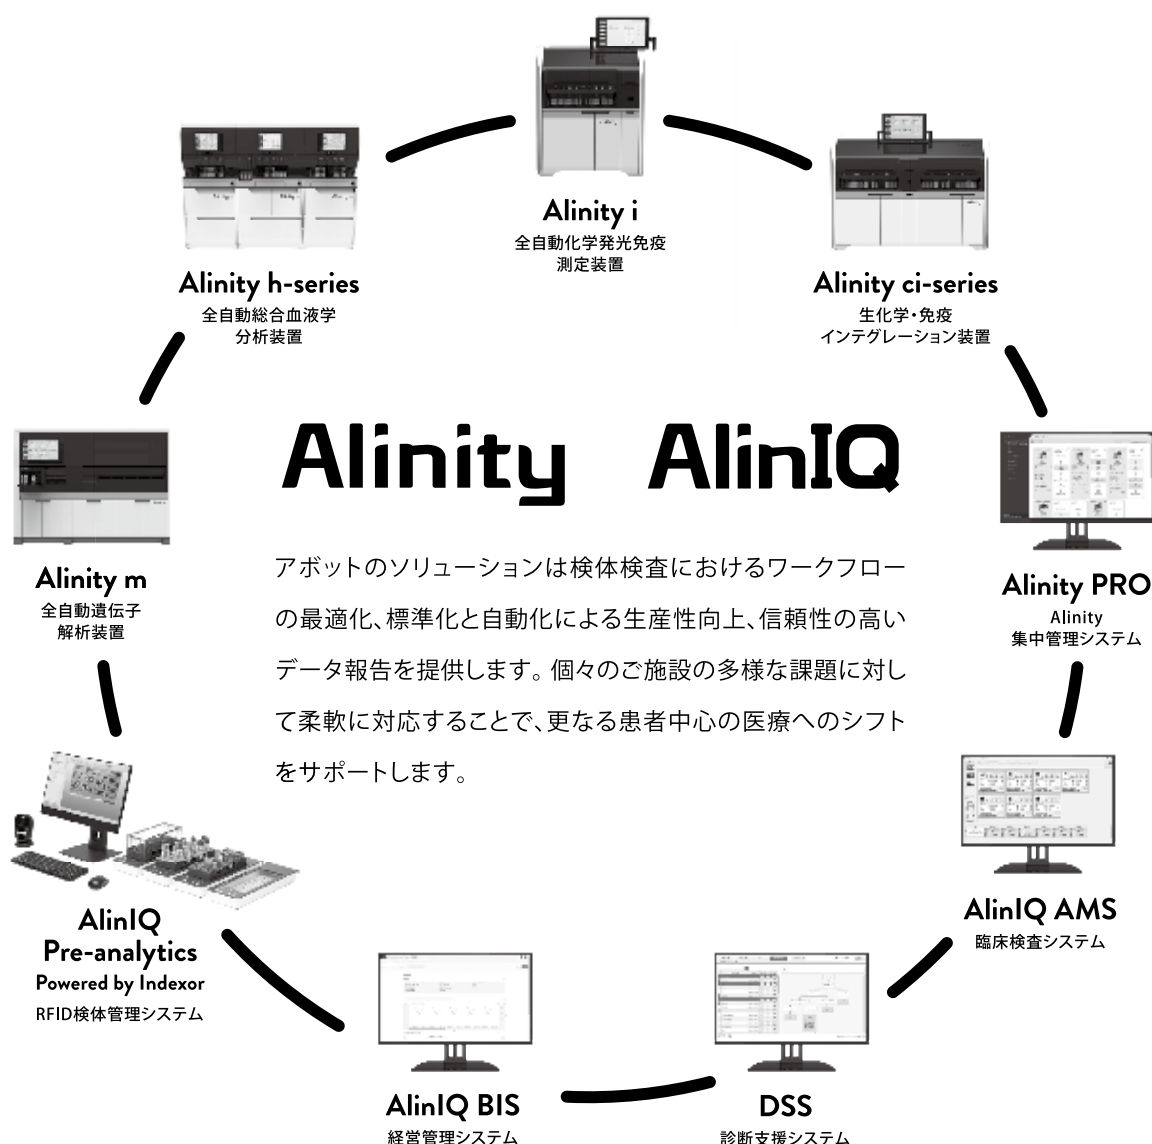 Alinity i
全自動化学発光免疫
測定装置
Alinity h-series
全自動総合血液学
分析装置
Alinity ci-series
生化学・免疫
インテグレーション装置
Alinity AlinIQ
アボットのソリューションは検体検査におけるワークフロー
の最適化、標準化と自動化による生産性向上、信頼性の高い
データ報告を提供します。個々のご施設の多様な課題に対し
て柔軟に対応することで、更なる患者中心の医療へのシフト
をサポートします。
Alinity m
全自動遺伝子
解析装置
Alinity PRO
Alinity
集中管理システム
AlinIQ
Pre-analytics
Powered by Indexor
RFID検体管理システム
AlinIQ AMS
臨床検査システム
AlinIQ BIS
経営管理システム
DSS
診断支援システム